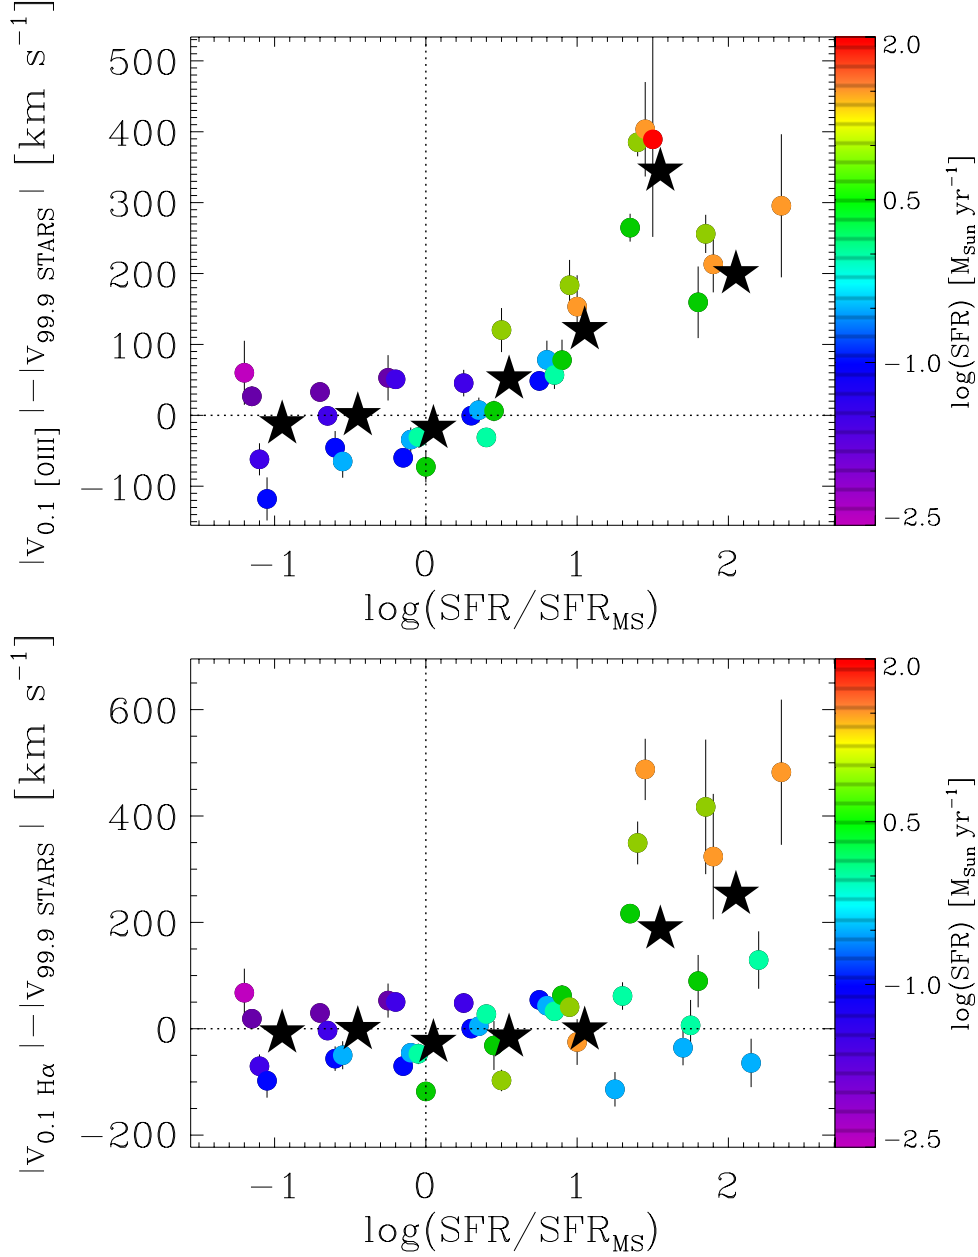 |v0.1 [OIII] |−|v99.9 STARS | [km s−1]
500
400
300
200
100
0
−100
−1 0 1 2
log(SFR/SFRMS)
2.0
0.5
−1.0
−2.5
log(SFR) [Msun yr−1]
|v0.1 Hα |−|v99.9 STARS | [km s−1]
600
400
200
0
−200
−1 0 1 2
log(SFR/SFRMS)
2.0
0.5
−1.0
−2.5
log(SFR) [Msun yr−1]